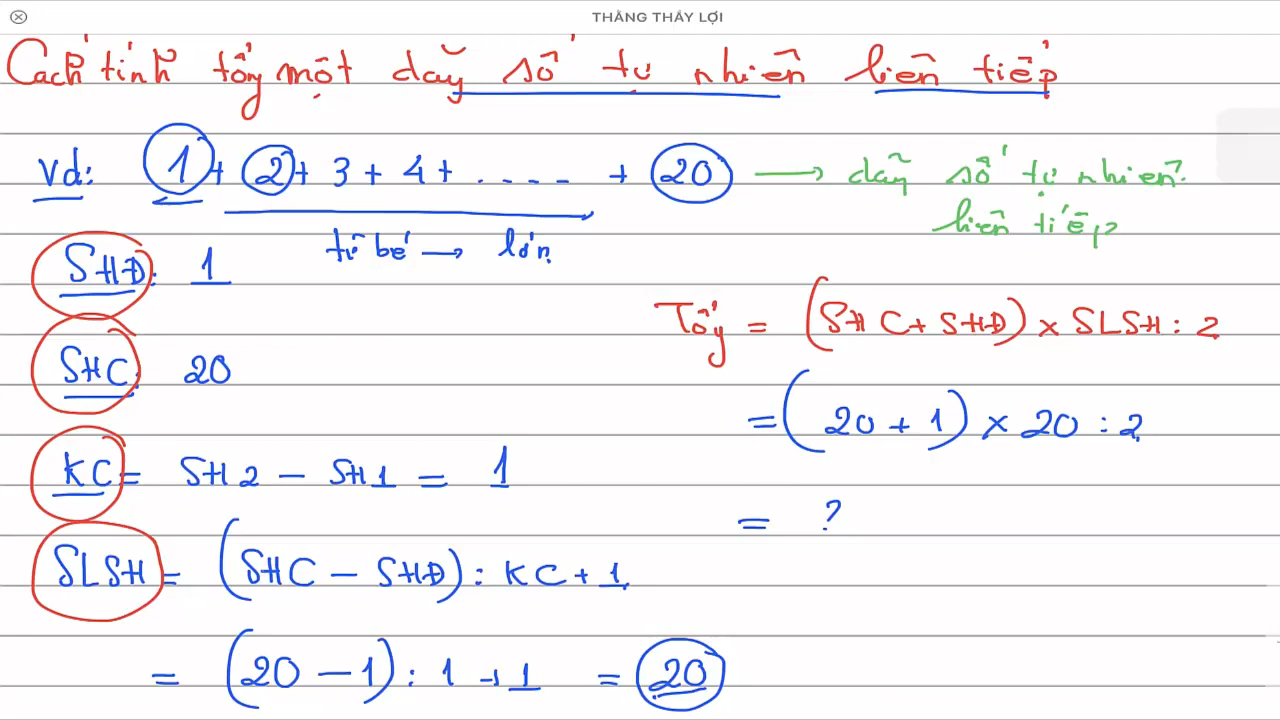 THẮNG THẦY LỢI
Cách tính tổng một dãy số tự nhiên liên tiếp
Vd: 1 + 2 + 3 + 4 + ..... + 20 → dãy số tự nhiên
liên tiếp
từ bé → lớn
SHĐ: 1
Tổng = (SHC + SHĐ) × SLSH : 2
SHC: 20
= (20 + 1) × 20 : 2
KC = SH2 − SH1 = 1
= ?
SLSH = (SHC − SHĐ) : KC + 1
= (20 − 1) : 1 + 1 = 20